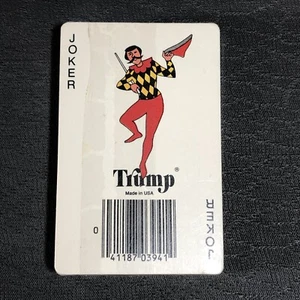 JOKER
Trump®
Made in USA
0
41187 03941
JOKER